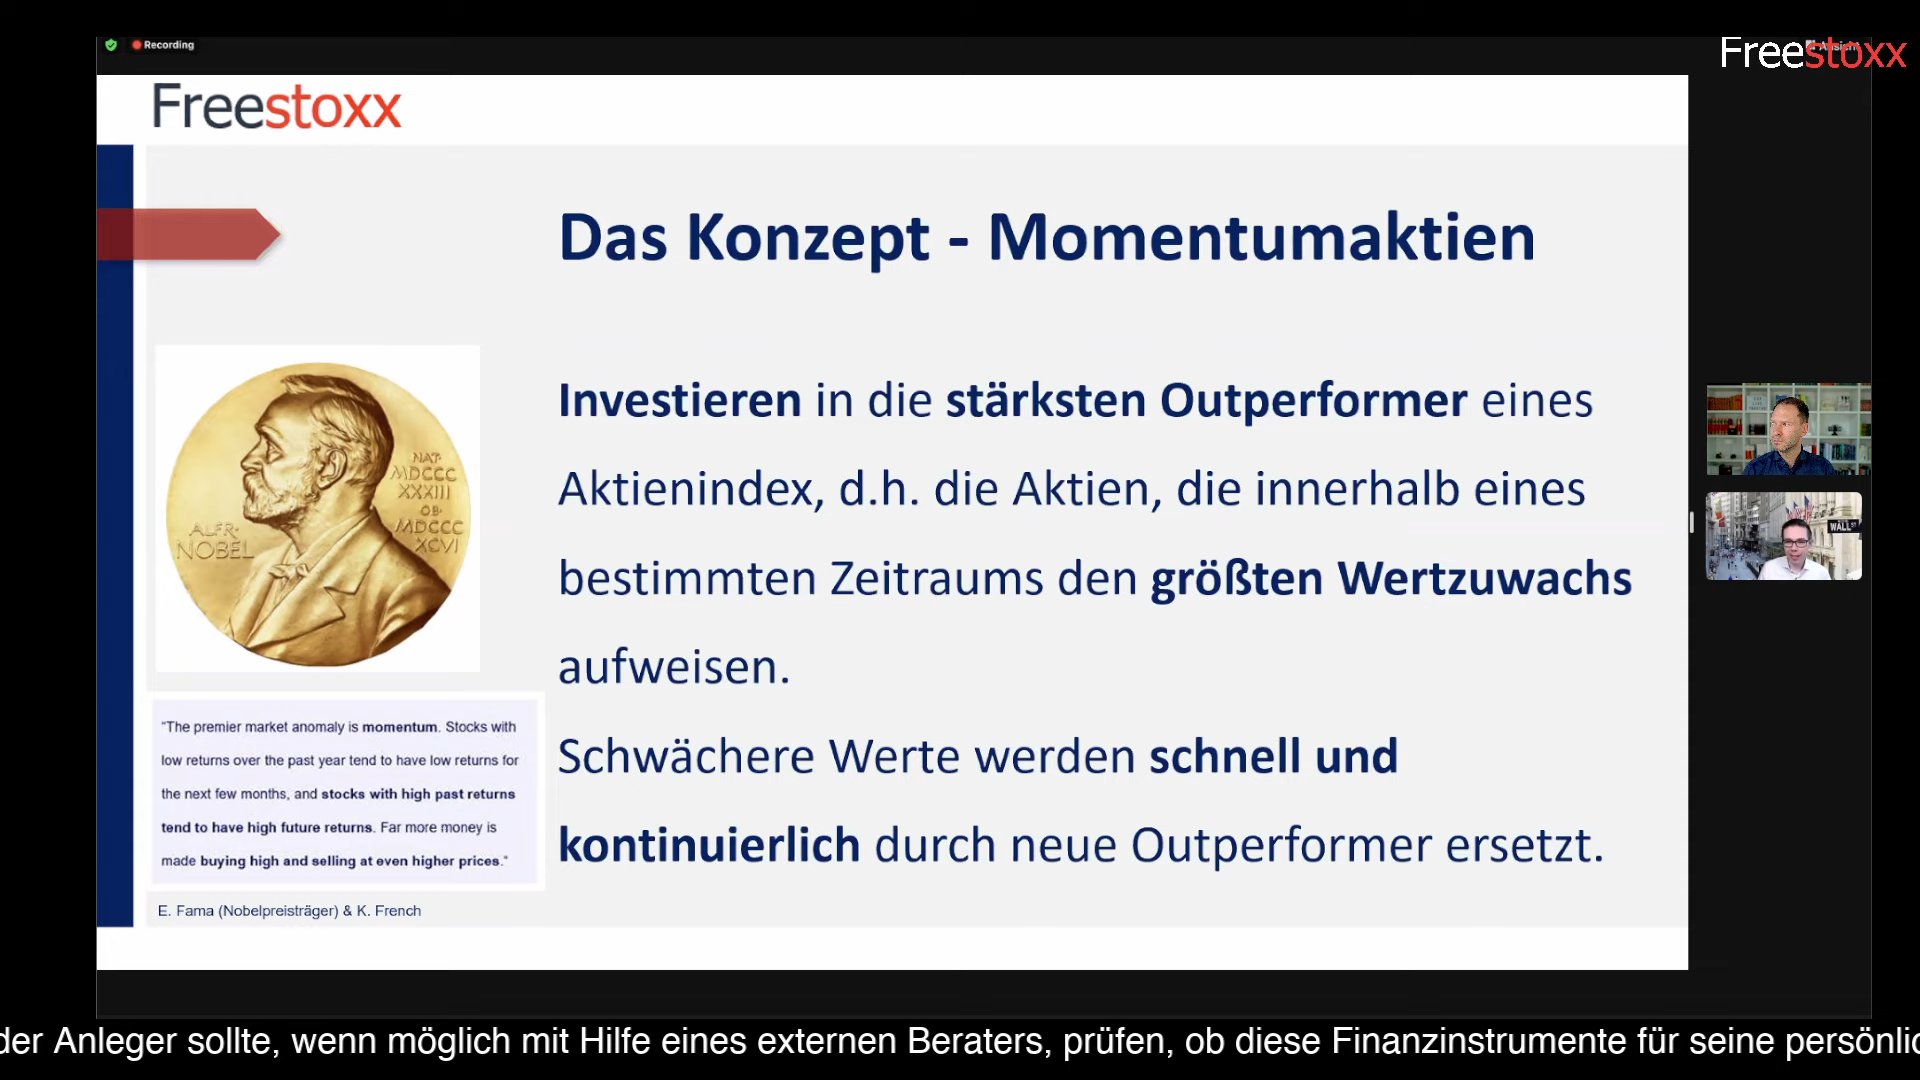 Recording
Ansicht
Freestoxx
Freestoxx
Das Konzept - Momentumaktien
Investieren in die stärksten Outperformer eines
Aktienindex, d.h. die Aktien, die innerhalb eines
bestimmten Zeitraums den größten Wertzuwachs
aufweisen.
Schwächere Werte werden schnell und
kontinuierlich durch neue Outperformer ersetzt.
NAT·
MDCCC
XXXIII
OB·
MDCCC
XCVI
ALFR·
NOBEL
"The premier market anomaly is momentum. Stocks with
low returns over the past year tend to have low returns for
the next few months, and stocks with high past returns
tend to have high future returns. Far more money is
made buying high and selling at even higher prices."
E. Fama (Nobelpreisträger) & K. French
WALL ST
der Anleger sollte, wenn möglich mit Hilfe eines externen Beraters, prüfen, ob diese Finanzinstrumente für seine persönlic